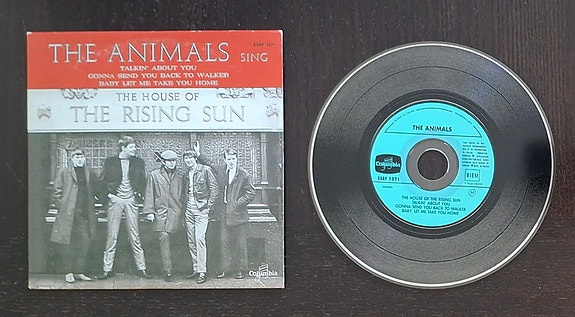 THE ANIMALS SING
TALKIN' ABOUT YOU
GONNA SEND YOU BACK TO WALKER
BABY LET ME TAKE YOU HOME
THE HOUSE OF
THE RISING SUN
Columbia
THE ANIMALS
Columbia
ESRF 1571
BIEM
THE HOUSE OF THE RISING SUN
TALKIN' ABOUT YOU
GONNA SEND YOU BACK TO WALKER
BABY, LET ME TAKE YOU HOME